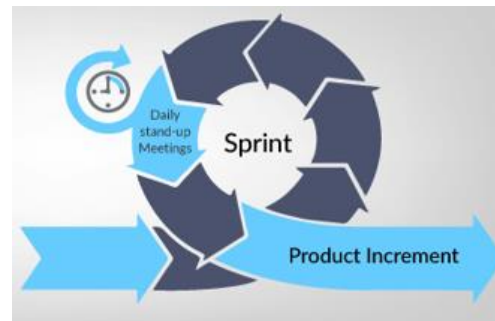 Daily
stand-up
Meetings
Sprint
Product Increment